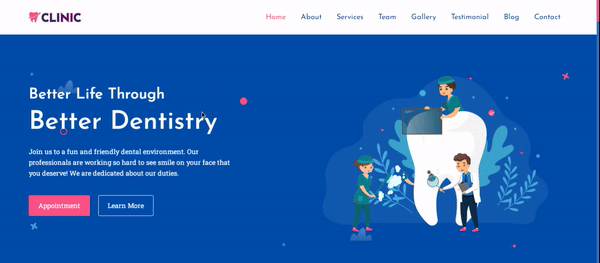 CLINIC
Home About Services Team Gallery Testimonial Blog Contact
Better Life Through
Better Dentistry
Join us to a fun and friendly dental environment. Our
professionals are working so hard to see smile on your face that
you deserve! We are dedicated about our duties.
Appointment Learn More